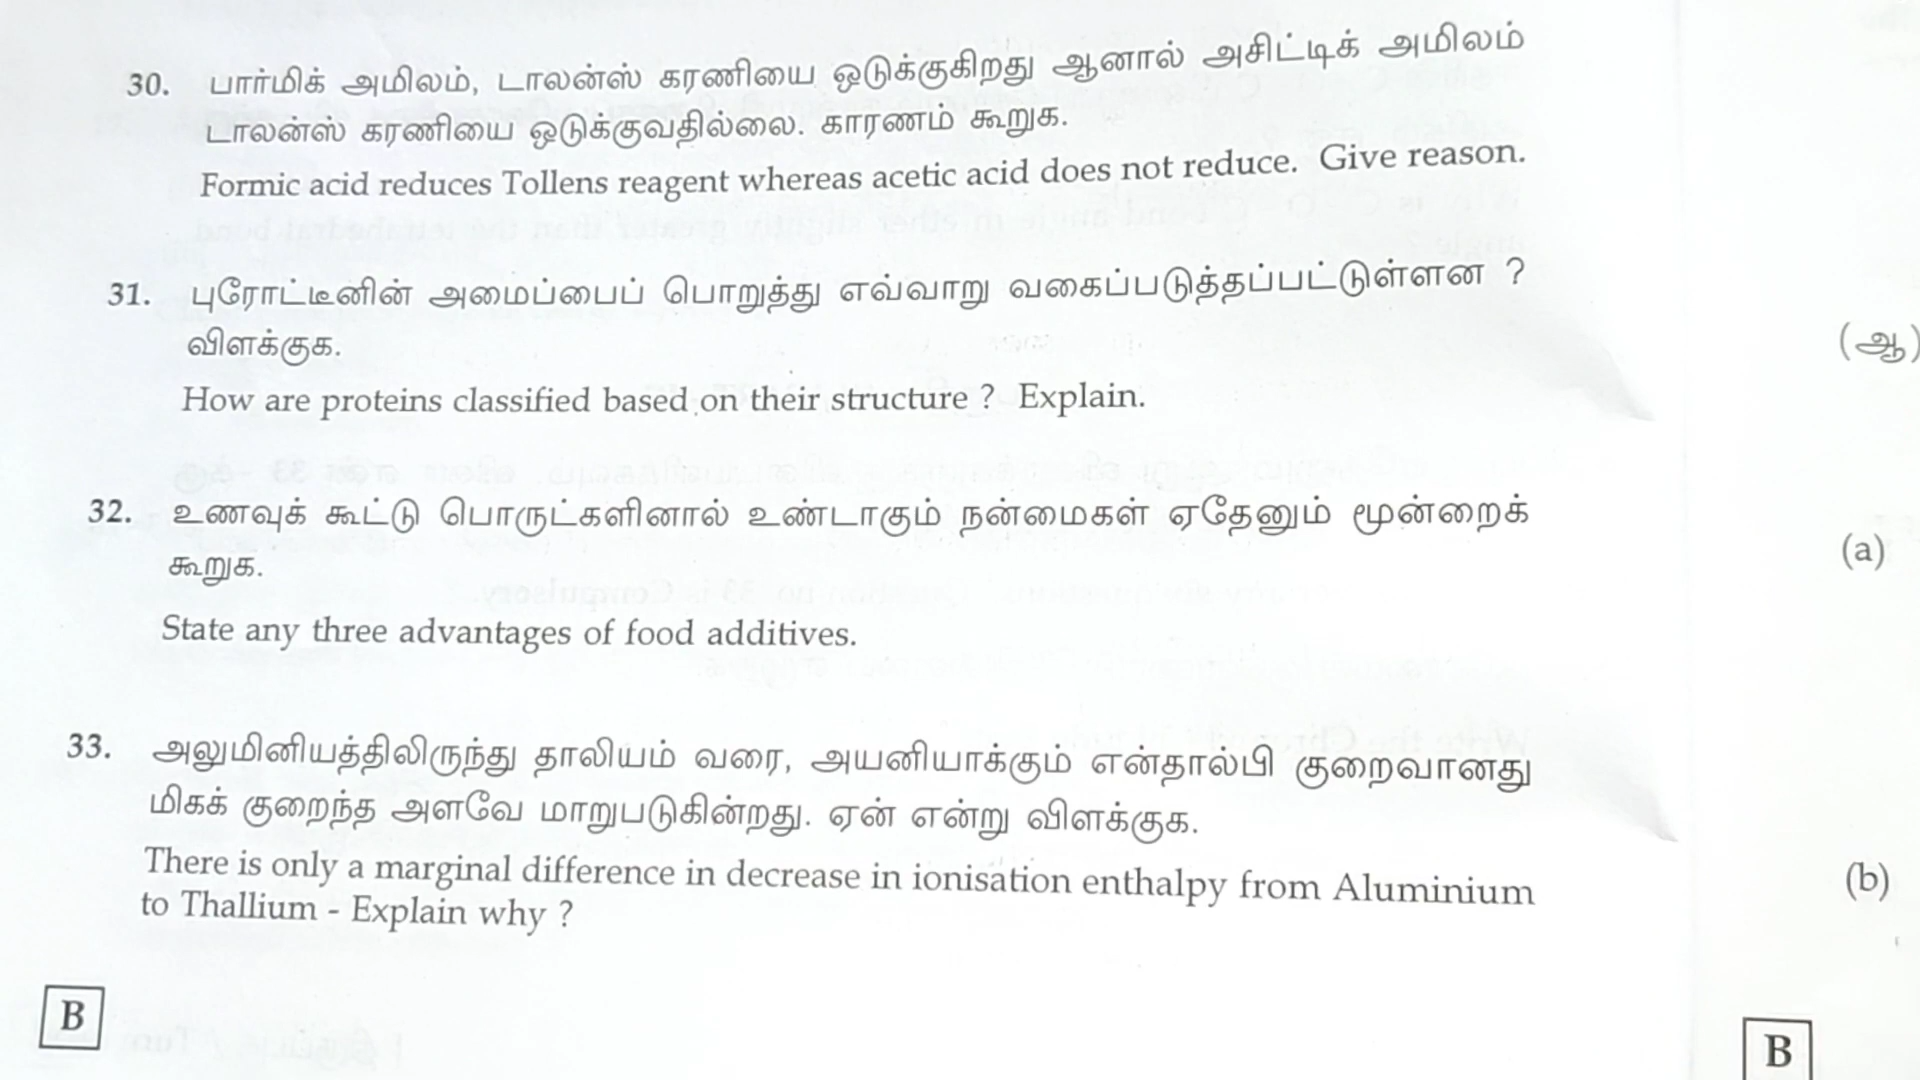 30. பார்மிக் அமிலம், டாலன்ஸ் கரணியை ஒடுக்குகிறது ஆனால் அசிட்டிக் அமிலம்
டாலன்ஸ் கரணியை ஒடுக்குவதில்லை. காரணம் கூறுக.
Formic acid reduces Tollens reagent whereas acetic acid does not reduce. Give reason.
31. புரோட்டீனின் அமைப்பைப் பொறுத்து எவ்வாறு வகைப்படுத்தப்பட்டுள்ளன ?
விளக்குக.
How are proteins classified based on their structure ? Explain.
32. உணவுக் கூட்டு பொருட்களினால் உண்டாகும் நன்மைகள் ஏதேனும் மூன்றைக்
கூறுக.
State any three advantages of food additives.
33. அலுமினியத்திலிருந்து தாலியம் வரை, அயனியாக்கும் என்தால்பி குறைவானது
மிகக் குறைந்த அளவே மாறுபடுகின்றது. ஏன் என்று விளக்குக.
There is only a marginal difference in decrease in ionisation enthalpy from Aluminium
to Thallium - Explain why ?
B
(ஆ)
(a)
(b)
B